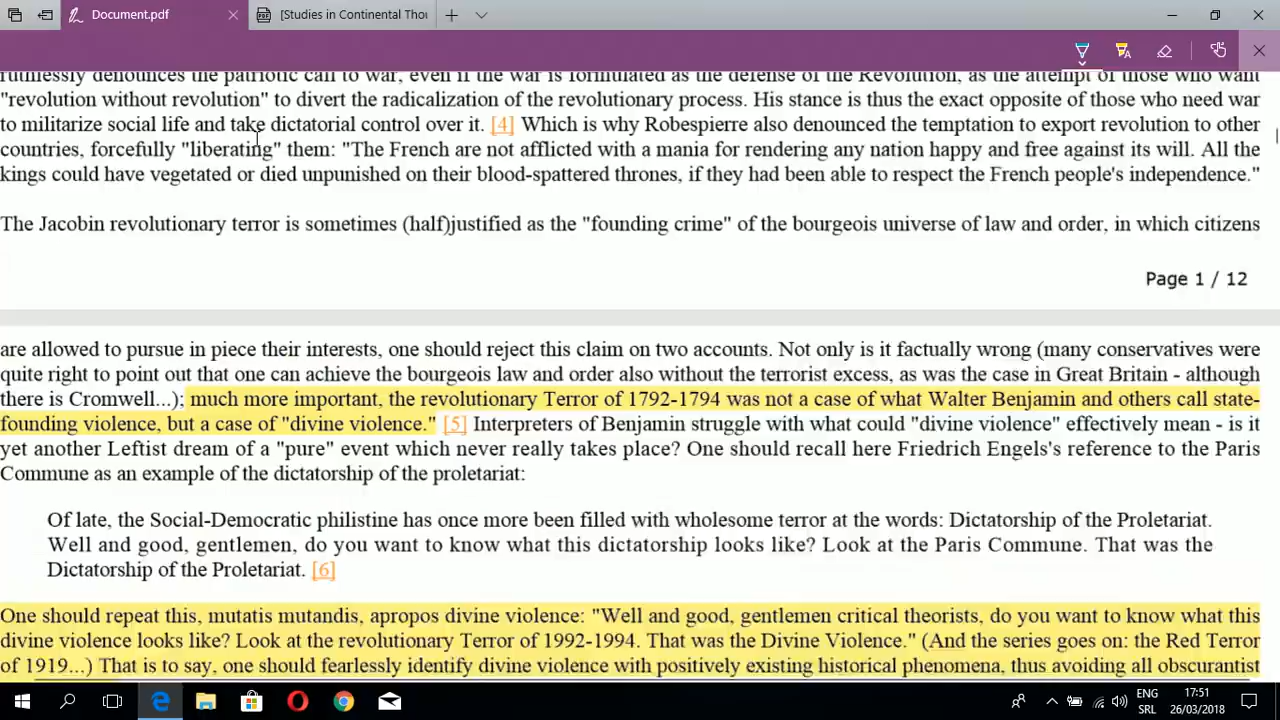 Document.pdf
[Studies in Continental Thou
ruthlessly denounces the patriotic call to war, even if the war is formulated as the defense of the Revolution, as the attempt of those who want
"revolution without revolution" to divert the radicalization of the revolutionary process. His stance is thus the exact opposite of those who need war
to militarize social life and take dictatorial control over it. [4] Which is why Robespierre also denounced the temptation to export revolution to other
countries, forcefully "liberating" them: "The French are not afflicted with a mania for rendering any nation happy and free against its will. All the
kings could have vegetated or died unpunished on their blood-spattered thrones, if they had been able to respect the French people's independence."
The Jacobin revolutionary terror is sometimes (half)justified as the "founding crime" of the bourgeois universe of law and order, in which citizens
Page 1 / 12
are allowed to pursue in piece their interests, one should reject this claim on two accounts. Not only is it factually wrong (many conservatives were
quite right to point out that one can achieve the bourgeois law and order also without the terrorist excess, as was the case in Great Britain - although
there is Cromwell...); much more important, the revolutionary Terror of 1792-1794 was not a case of what Walter Benjamin and others call state-
founding violence, but a case of "divine violence." [5] Interpreters of Benjamin struggle with what could "divine violence" effectively mean - is it
yet another Leftist dream of a "pure" event which never really takes place? One should recall here Friedrich Engels's reference to the Paris
Commune as an example of the dictatorship of the proletariat:
Of late, the Social-Democratic philistine has once more been filled with wholesome terror at the words: Dictatorship of the Proletariat.
Well and good, gentlemen, do you want to know what this dictatorship looks like? Look at the Paris Commune. That was the
Dictatorship of the Proletariat. [6]
One should repeat this, mutatis mutandis, apropos divine violence: "Well and good, gentlemen critical theorists, do you want to know what this
divine violence looks like? Look at the revolutionary Terror of 1992-1994. That was the Divine Violence." (And the series goes on: the Red Terror
of 1919...) That is to say, one should fearlessly identify divine violence with positively existing historical phenomena, thus avoiding all obscurantist
ENG
SRL
17:51
26/03/2018